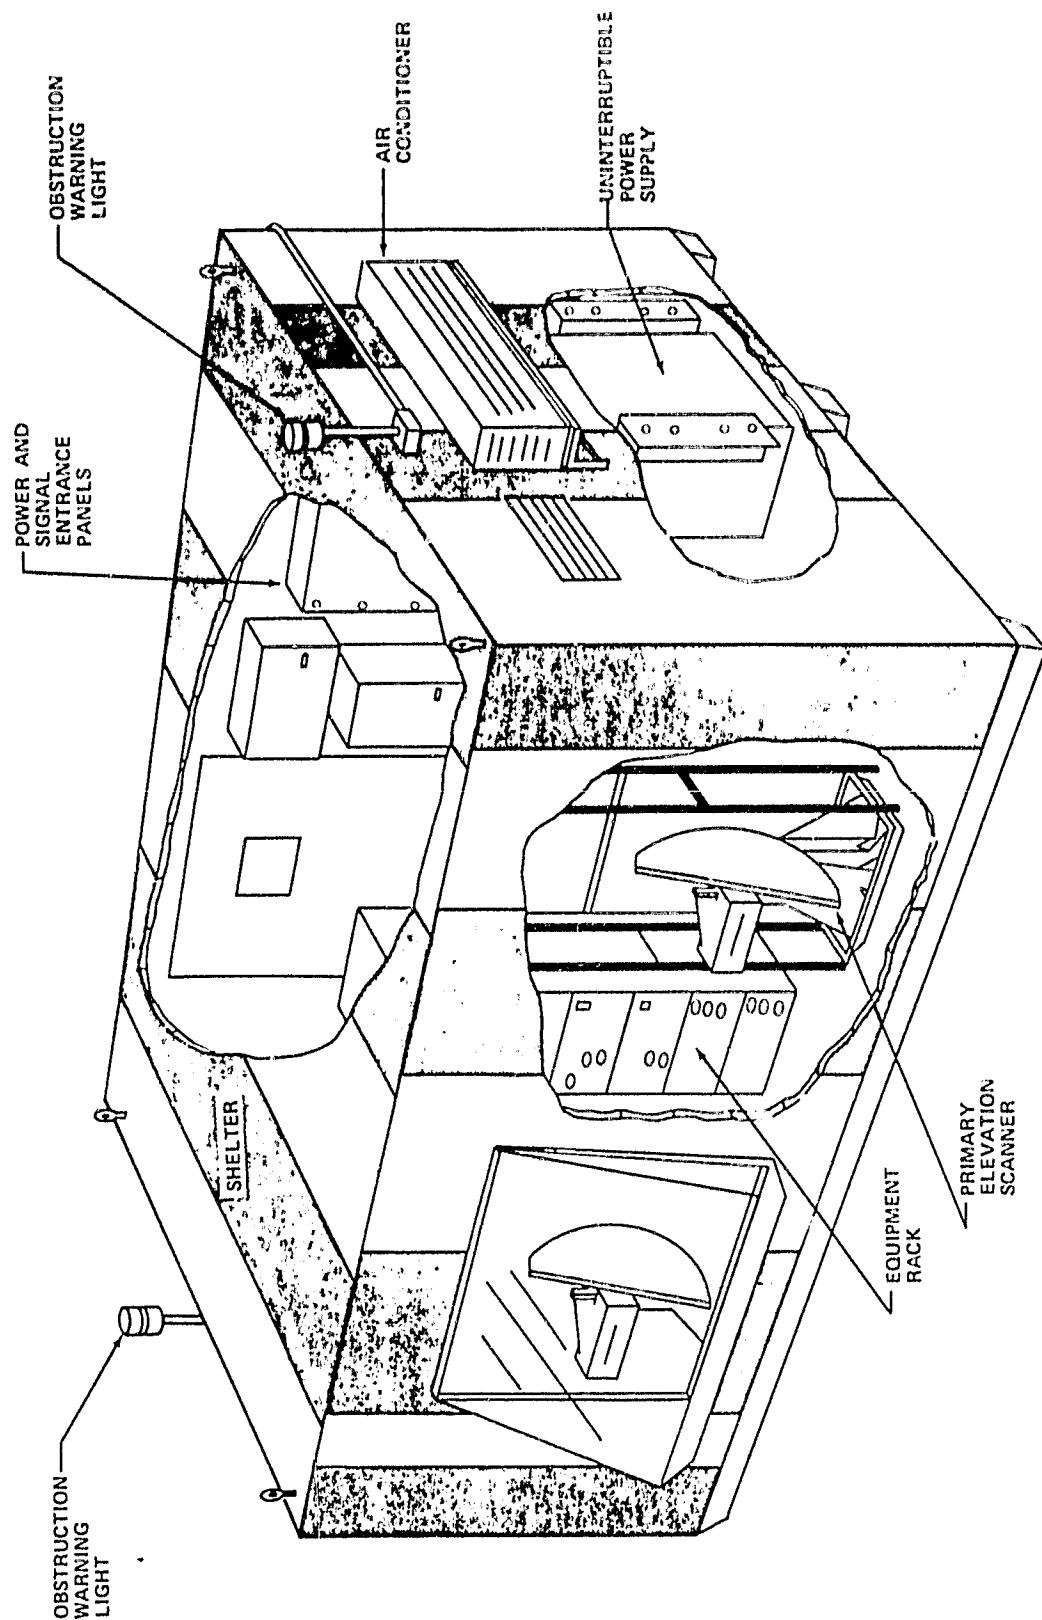 OBSTRUCTION
WARNING
LIGHT
SHELTER
POWER AND
SIGNAL
ENTRANCE
PANELS
OBSTRUCTION
WARNING
LIGHT
AIR
CONDITIONER
UNINTERRUPTIBLE
POWER
SUPPLY
EQUIPMENT
RACK
PRIMARY
ELEVATION
SCANNER